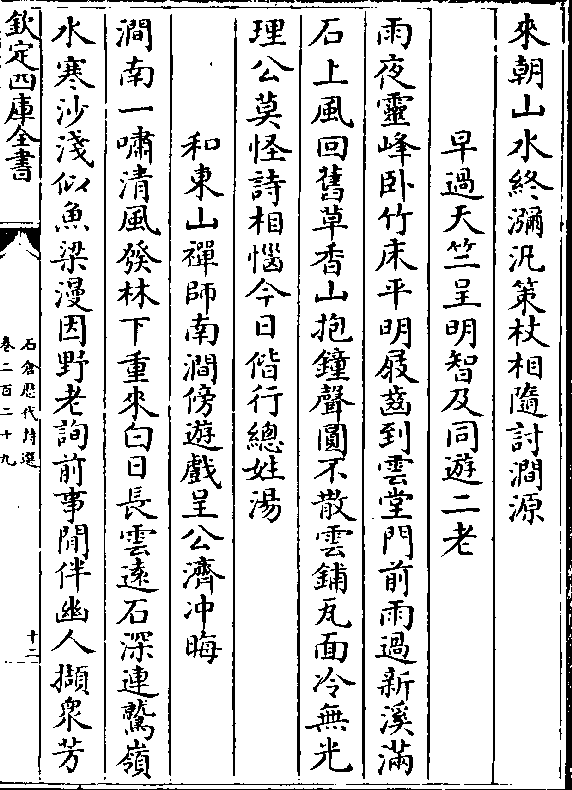 來朝山水終瀰汎策杖相隨討澗源
早過天竺呈明智及同遊二老
雨夜靈峰卧竹床平明屐齒到雲堂門前雨過新溪滿
石上風回舊草香山抱鐘聲圓不散雲鋪瓦面冷無光
理公莫怪詩相惱今日偕行總姓湯
和東山禪師南澗傍遊戲呈公濟冲晦
澗南一嘯清風發林下重來白日長雲遠石深連鷲嶺
水寒沙淺似魚梁漫因野老詢前事閒伴幽人擷衆芳
欽定四庫全書
石倉歷代詩選
卷二百二十九
十二